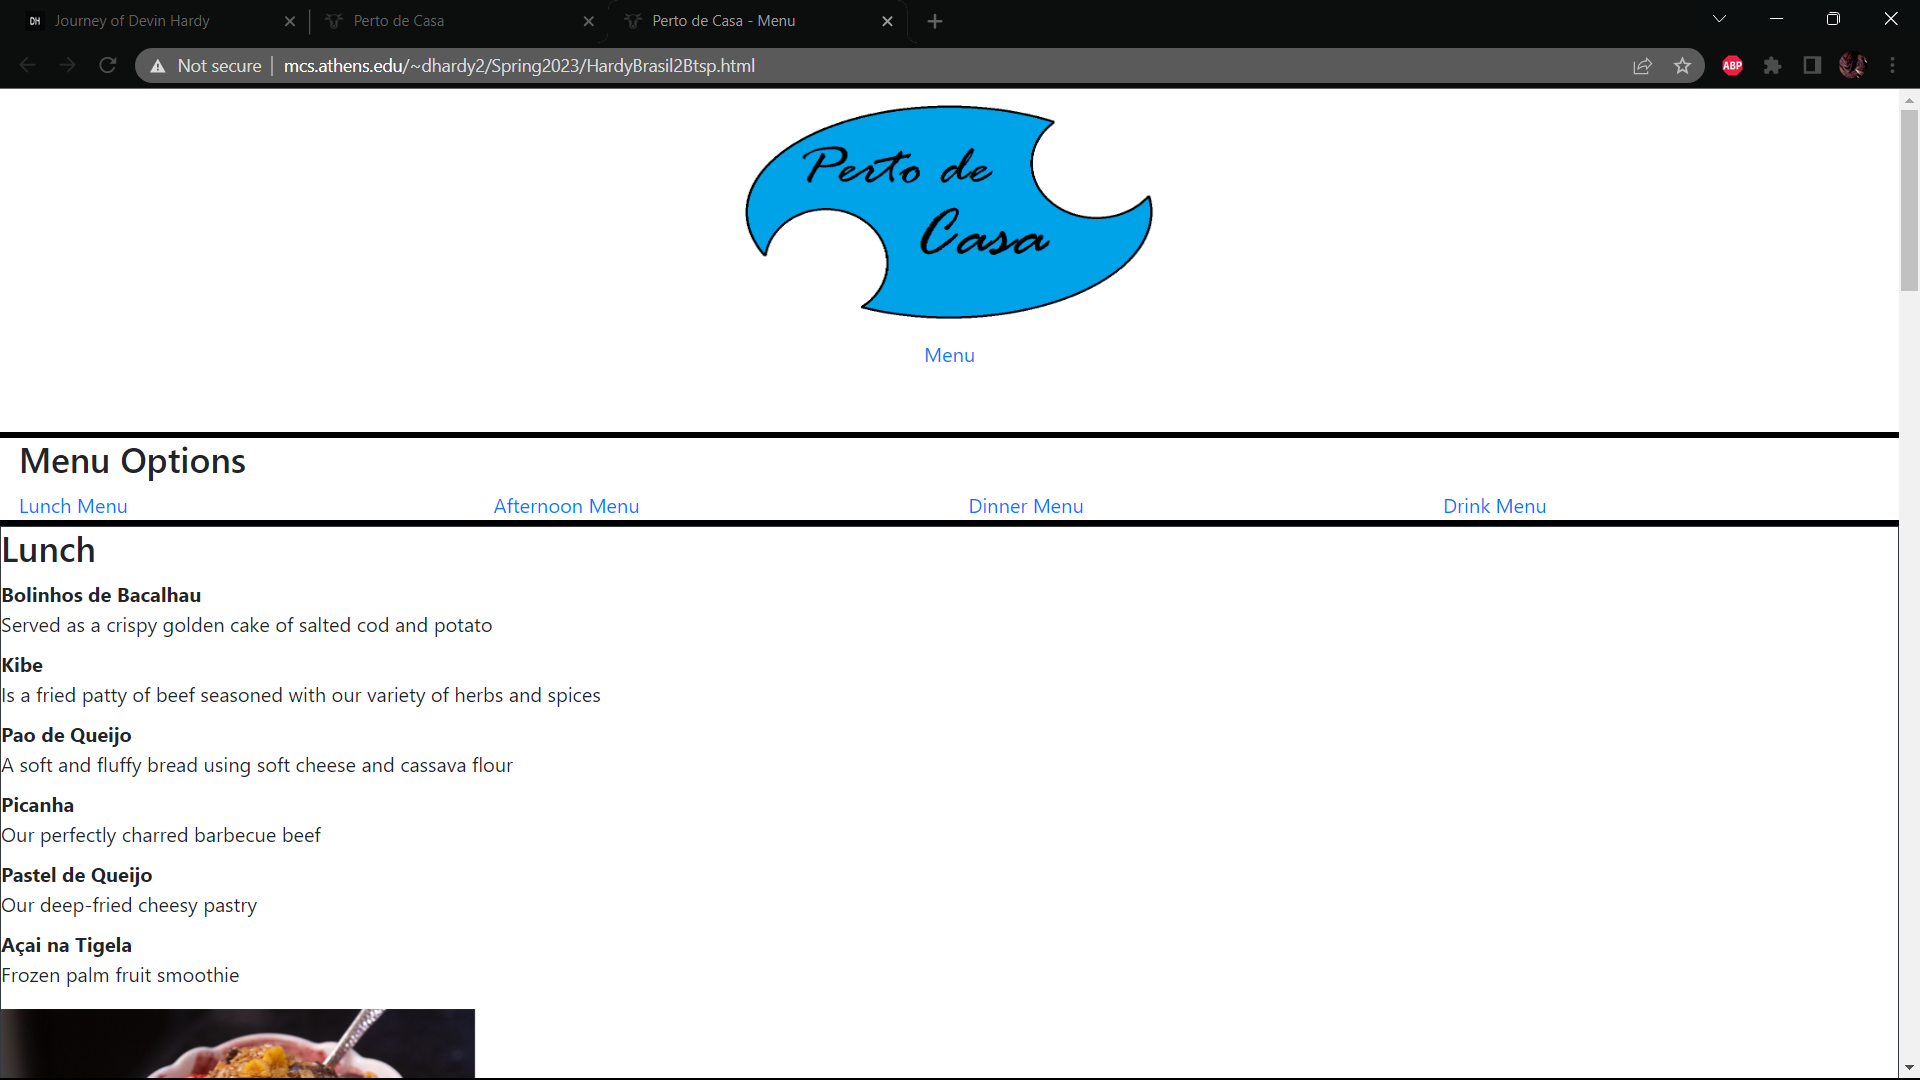 DH Journey of Devin Hardy
Perto de Casa
Perto de Casa - Menu
Not secure | mcs.athens.edu/~dhardy2/Spring2023/HardyBrasil2Btsp.html
ABP
Perto de
Casa
Menu
Menu Options
Lunch Menu Afternoon Menu Dinner Menu Drink Menu
Lunch
Bolinhos de Bacalhau
Served as a crispy golden cake of salted cod and potato
Kibe
Is a fried patty of beef seasoned with our variety of herbs and spices
Pao de Queijo
A soft and fluffy bread using soft cheese and cassava flour
Picanha
Our perfectly charred barbecue beef
Pastel de Queijo
Our deep-fried cheesy pastry
Açai na Tigela
Frozen palm fruit smoothie